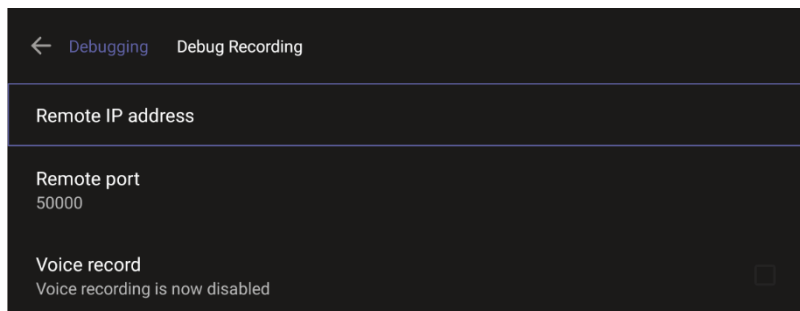 Debugging Debug Recording
Remote IP address
Remote port
50000
Voice record
Voice recording is now disabled